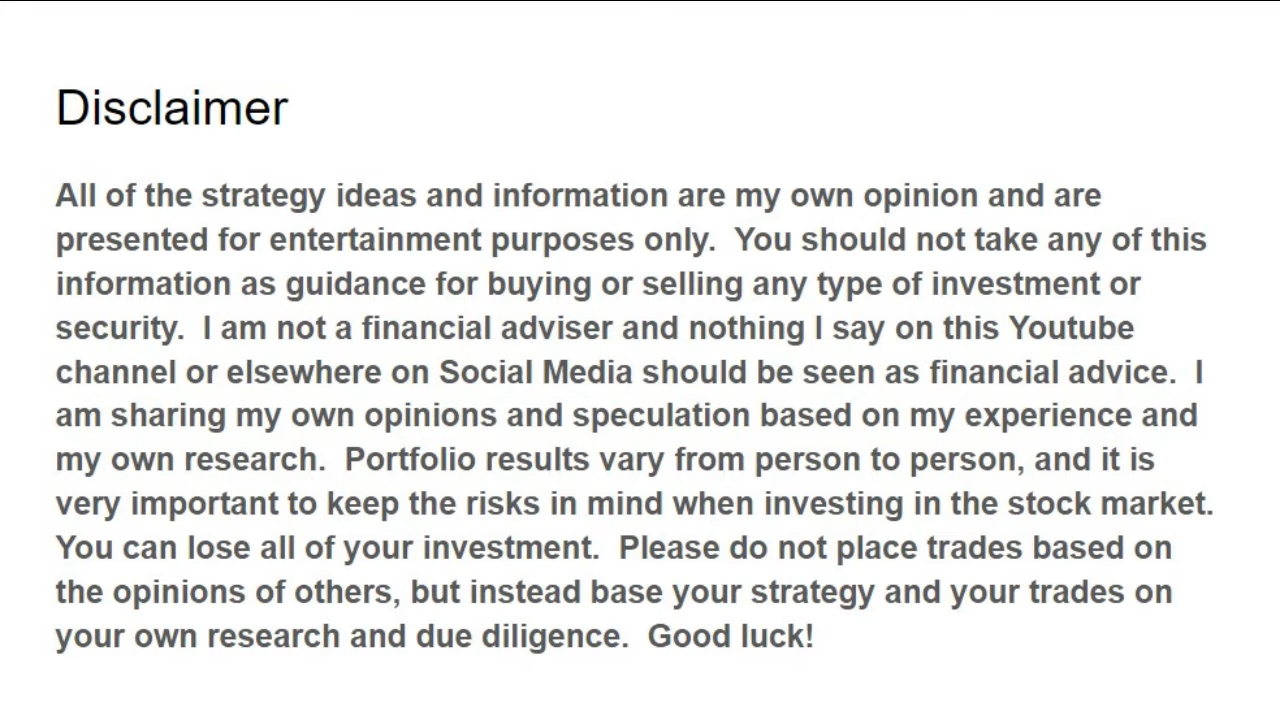 Disclaimer
All of the strategy ideas and information are my own opinion and are
presented for entertainment purposes only.  You should not take any of this
information as guidance for buying or selling any type of investment or
security.  I am not a financial adviser and nothing I say on this Youtube
channel or elsewhere on Social Media should be seen as financial advice.  I
am sharing my own opinions and speculation based on my experience and
my own research.  Portfolio results vary from person to person, and it is
very important to keep the risks in mind when investing in the stock market.
You can lose all of your investment.  Please do not place trades based on
the opinions of others, but instead base your strategy and your trades on
your own research and due diligence.  Good luck!